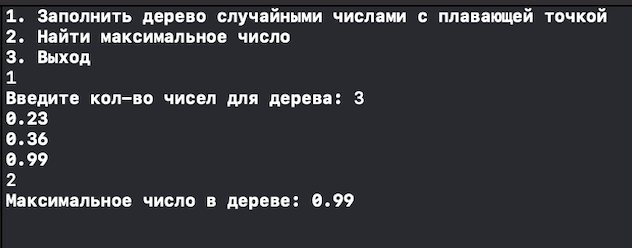 1. Заполнить дерево случайными числами с плавающей точкой
2. Найти максимальное число
3. Выход
1
Введите кол-во чисел для дерева: 3
0.23
0.36
0.99
2
Максимальное число в дереве: 0.99